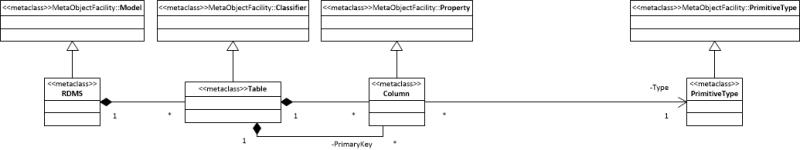 <<metaclass>>MetaObjectFacility::Model
<<metaclass>>MetaObjectFacility::Classifier
<<metaclass>>MetaObjectFacility::Property
<<metaclass>>MetaObjectFacility::PrimitiveType
<<metaclass>>
RDMS
<<metaclass>>Table
<<metaclass>>
Column
<<metaclass>>
PrimitiveType
-Type
1
*
1
*
*
1
1
-PrimaryKey
*